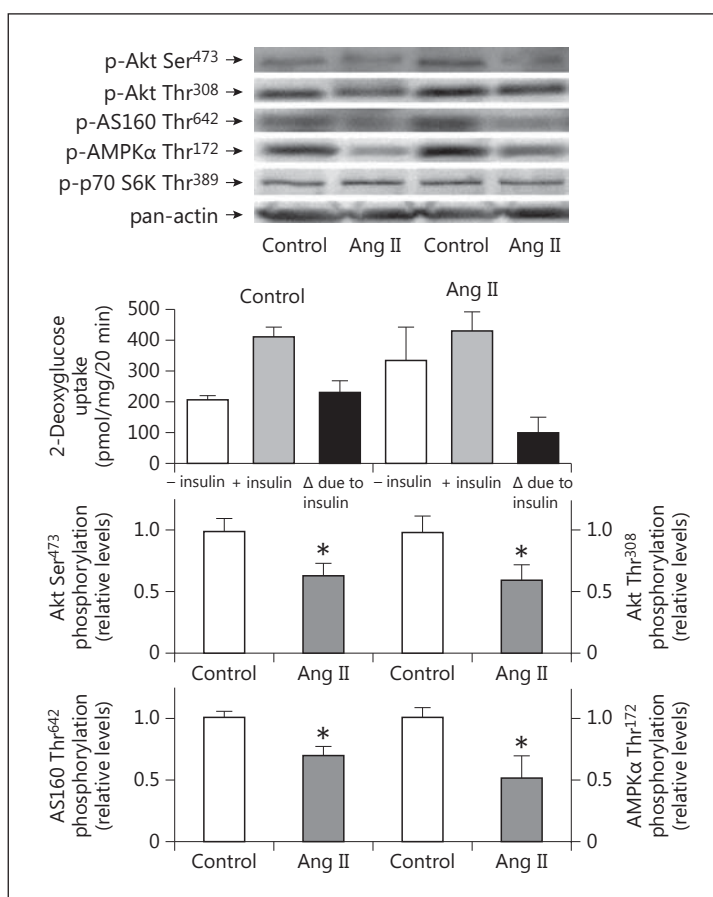 p-Akt Ser473 →
p-Akt Thr308 →
p-AS160 Thr642 →
p-AMPKα Thr172 →
p-p70 S6K Thr389 →
pan-actin →
Control Ang II Control Ang II
Control Ang II
2-Deoxyglucose
uptake
(pmol/mg/20 min)
500
400
300
200
100
0
– insulin + insulin Δ due to insulin – insulin + insulin Δ due to insulin
Akt Ser473
phosphorylation
(relative levels)
1.0
0.5
0
* *
1.0
0.5
0
Akt Thr308
phosphorylation
(relative levels)
Control Ang II Control Ang II
AS160 Thr642
phosphorylation
(relative levels)
1.0
0.5
0
* *
1.0
0.5
0
AMPKα Thr172
phosphorylation
(relative levels)
Control Ang II Control Ang II